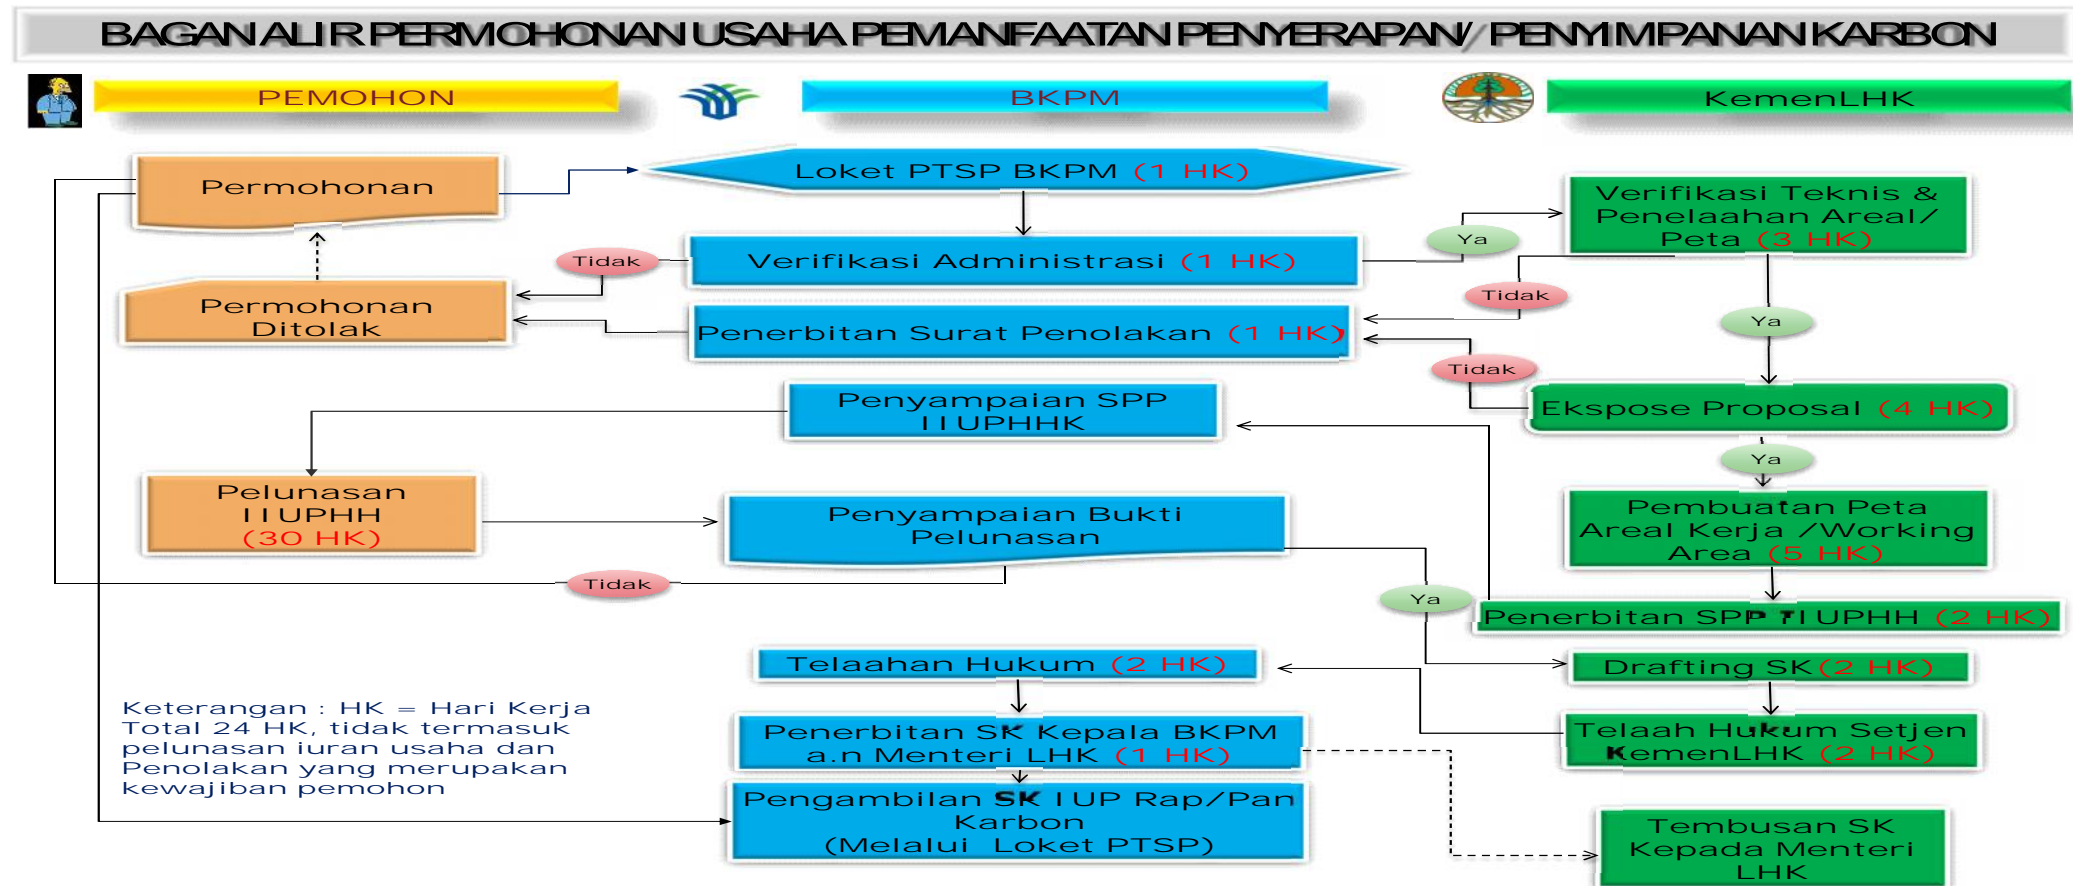 BAGAN ALIR PERMOHONAN USAHA PEMANFAATAN PENYERAPAN/ PENYIMPANAN KARBON
PEMOHON
BKPM
KemenLHK
Permohonan
Loket PTSP BKPM (1 HK)
Verifikasi Teknis &
Penelaahan Areal/
Peta (3 HK)
Ya
Tidak
Verifikasi Administrasi (1 HK)
Tidak
Permohonan
Ditolak
Penerbitan Surat Penolakan (1 HK)
Ya
Tidak
Penyampaian SPP
IIUPHHK
Ekspose Proposal (4 HK)
Ya
Pelunasan
IIUPHH
(30 HK)
Penyampaian Bukti
Pelunasan
Pembuatan Peta
Areal Kerja /Working
Area (5 HK)
Tidak
Ya
Penerbitan SPP IIUPHH (2 HK)
Telaahan Hukum (2 HK)
Drafting SK (2 HK)
Keterangan : HK = Hari Kerja
Total 24 HK, tidak termasuk
pelunasan iuran usaha dan
Penolakan yang merupakan
kewajiban pemohon
Penerbitan SK Kepala BKPM
a.n Menteri LHK (1 HK)
Telaah Hukum Setjen
KemenLHK (2 HK)
Pengambilan SK IUP Rap/Pan
Karbon
(Melalui Loket PTSP)
Tembusan SK
Kepada Menteri
LHK